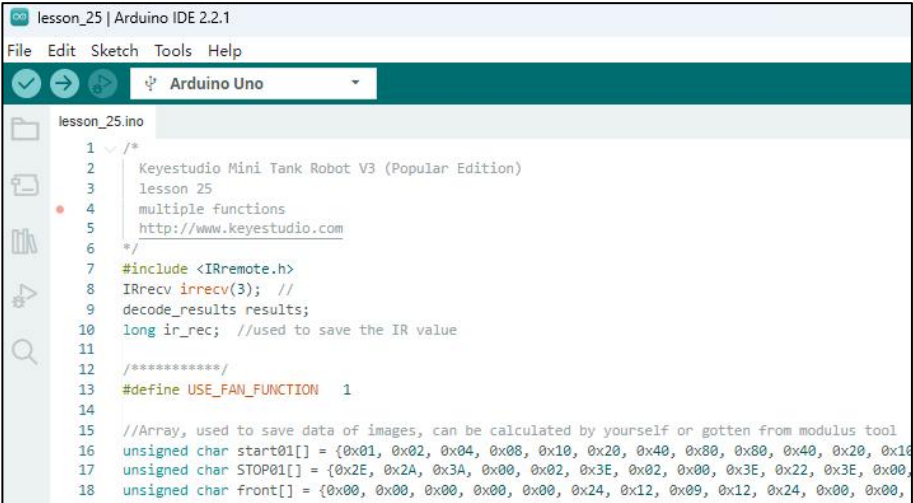 lesson_25 | Arduino IDE 2.2.1
File Edit Sketch Tools Help
Arduino Uno
lesson_25.ino
1 /*
2 Keyestudio Mini Tank Robot V3 (Popular Edition)
3 lesson 25
4 multiple functions
5 http://www.keyestudio.com
6 */
7 #include <IRremote.h>
8 IRrecv irrecv(3); //
9 decode_results results;
10 long ir_rec; //used to save the IR value
11
12 /***********/
13 #define USE_FAN_FUNCTION 1
14
15 //Array, used to save data of images, can be calculated by yourself or gotten from modulus tool
16 unsigned char start01[] = {0x01, 0x02, 0x04, 0x08, 0x10, 0x20, 0x40, 0x80, 0x80, 0x40, 0x20, 0x10
17 unsigned char STOP01[] = {0x2E, 0x2A, 0x3A, 0x00, 0x02, 0x3E, 0x02, 0x00, 0x3E, 0x22, 0x3E, 0x00,
18 unsigned char front[] = {0x00, 0x00, 0x00, 0x00, 0x00, 0x24, 0x12, 0x09, 0x12, 0x24, 0x00, 0x00,